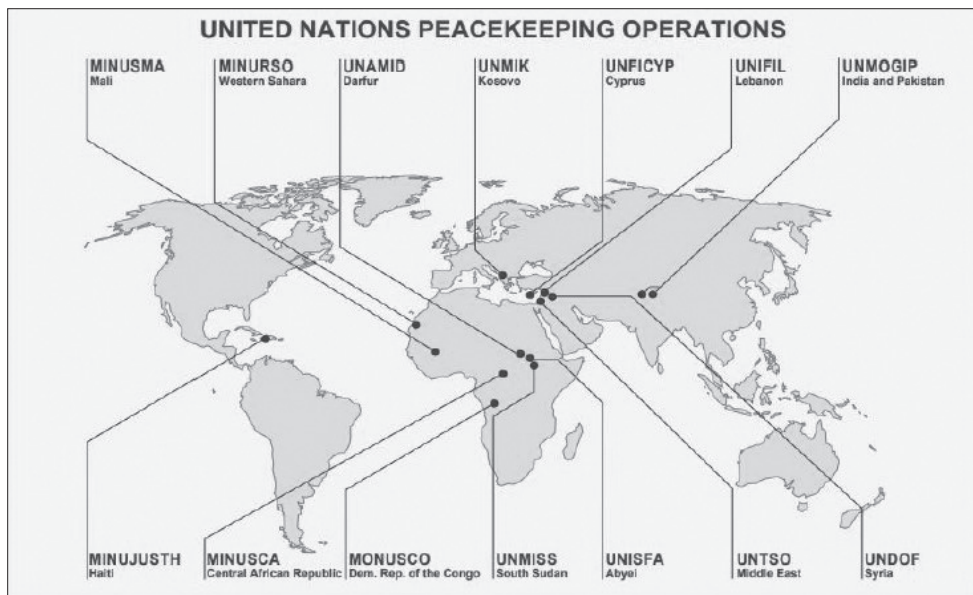 UNITED NATIONS PEACEKEEPING OPERATIONS
MINUSMA
Mali
MINURSO
Western Sahara
UNAMID
Darfur
UNMIK
Kosovo
UNFICYP
Cyprus
UNIFIL
Lebanon
UNMOGIP
India and Pakistan
MINUJUSTH
Haiti
MINUSCA
Central African Republic
MONUSCO
Dem. Rep. of the Congo
UNMISS
South Sudan
UNISFA
Abyei
UNTSO
Middle East
UNDOF
Syria